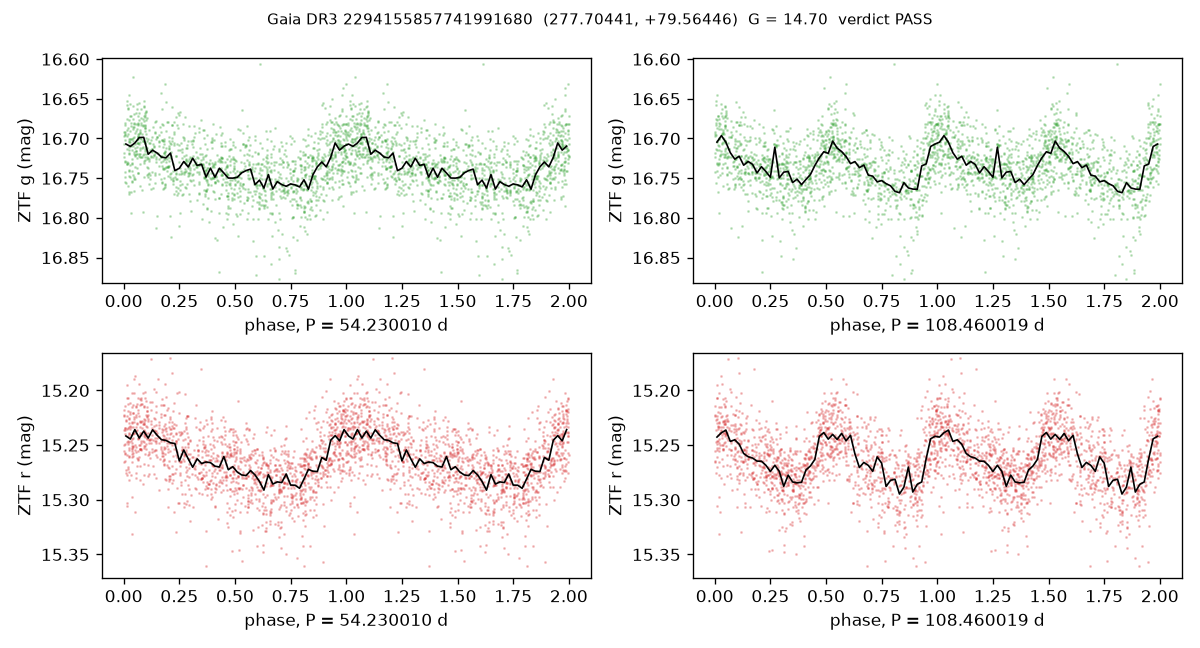 Gaia DR3 2294155857741991680 (277.70441, +79.56446) G = 14.70 verdict PASS
ZTF g (mag)
16.60
16.65
16.70
16.75
16.80
16.85
0.00 0.25 0.50 0.75 1.00 1.25 1.50 1.75 2.00
phase, P = 54.230010 d
ZTF g (mag)
16.60
16.65
16.70
16.75
16.80
16.85
0.00 0.25 0.50 0.75 1.00 1.25 1.50 1.75 2.00
phase, P = 108.460019 d
ZTF r (mag)
15.20
15.25
15.30
15.35
0.00 0.25 0.50 0.75 1.00 1.25 1.50 1.75 2.00
phase, P = 54.230010 d
ZTF r (mag)
15.20
15.25
15.30
15.35
0.00 0.25 0.50 0.75 1.00 1.25 1.50 1.75 2.00
phase, P = 108.460019 d